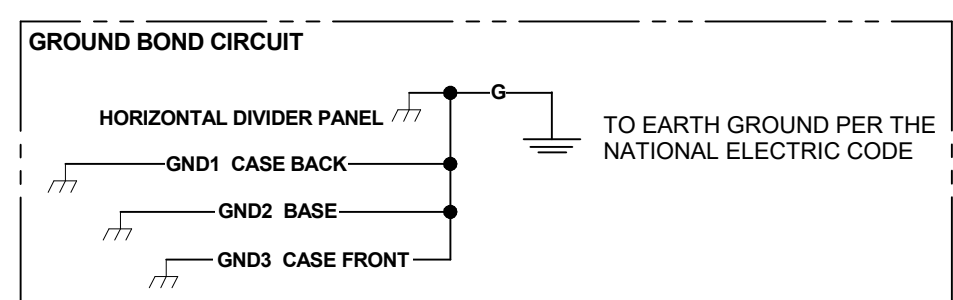 GROUND BOND CIRCUIT
G
HORIZONTAL DIVIDER PANEL
TO EARTH GROUND PER THE
NATIONAL ELECTRIC CODE
GND1 CASE BACK
GND2 BASE
GND3 CASE FRONT